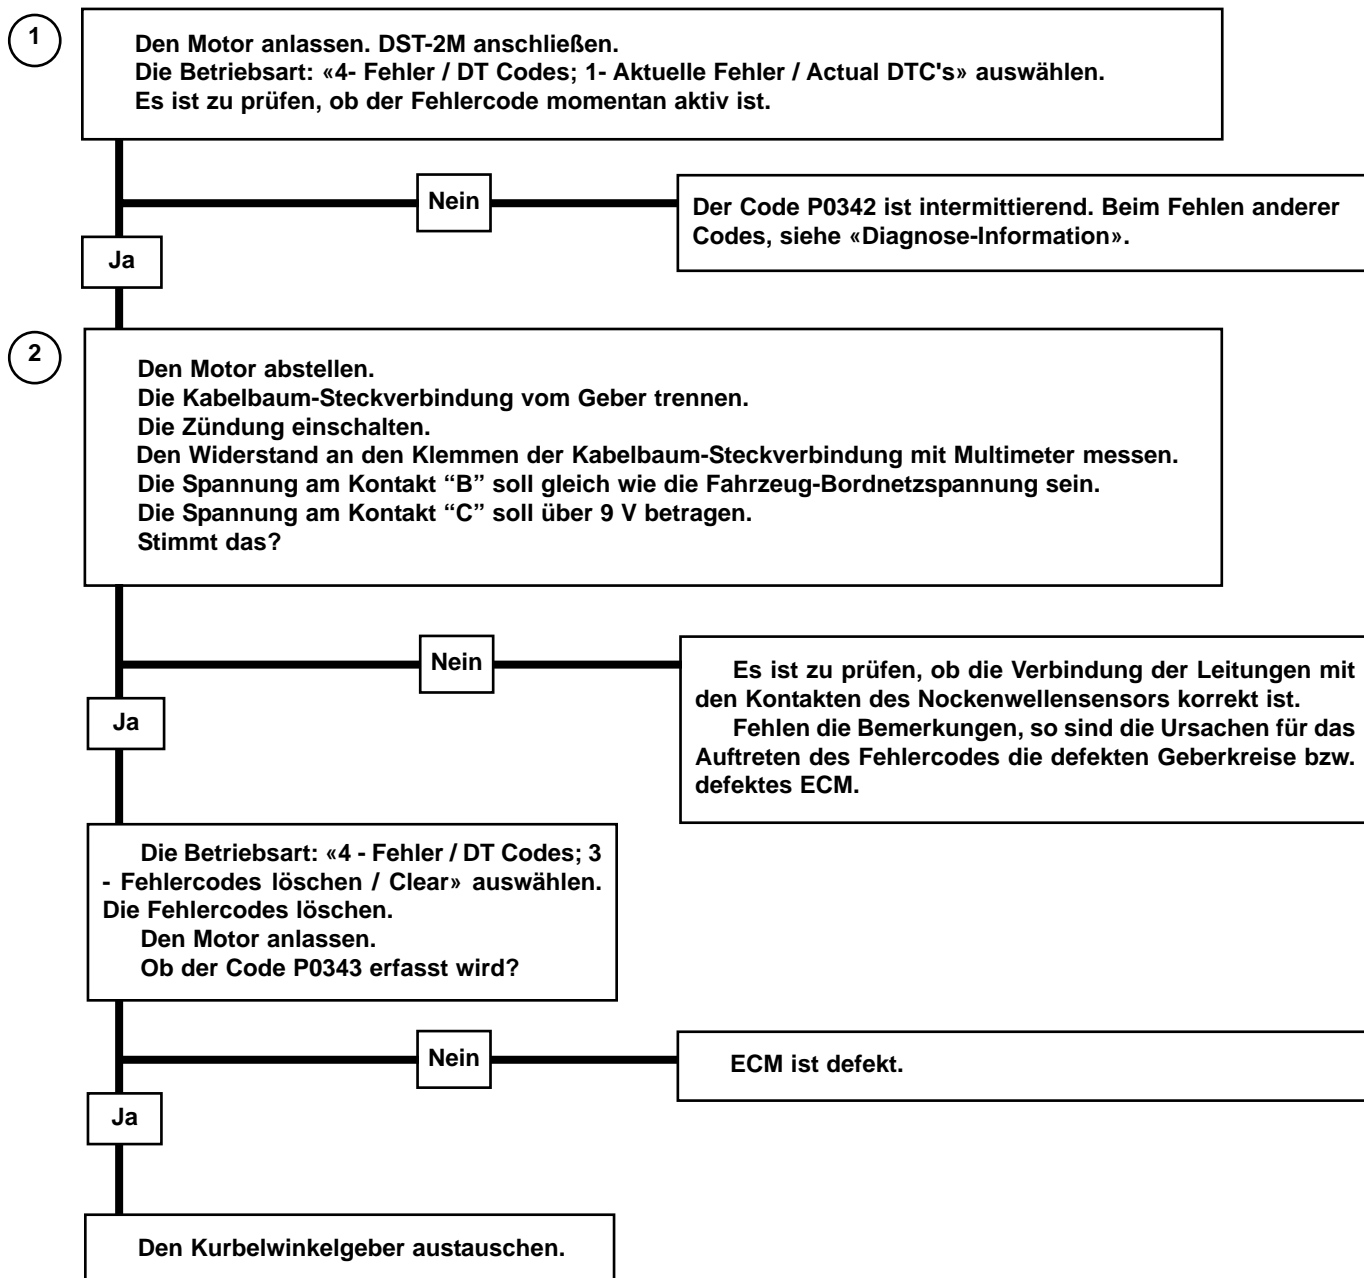 1
Den Motor anlassen. DST-2M anschließen.
Die Betriebsart: «4- Fehler / DT Codes; 1- Aktuelle Fehler / Actual DTC's» auswählen.
Es ist zu prüfen, ob der Fehlercode momentan aktiv ist.
Nein
Der Code P0342 ist intermittierend. Beim Fehlen anderer
Codes, siehe «Diagnose-Information».
Ja
2
Den Motor abstellen.
Die Kabelbaum-Steckverbindung vom Geber trennen.
Die Zündung einschalten.
Den Widerstand an den Klemmen der Kabelbaum-Steckverbindung mit Multimeter messen.
Die Spannung am Kontakt “B” soll gleich wie die Fahrzeug-Bordnetzspannung sein.
Die Spannung am Kontakt “C” soll über 9 V betragen.
Stimmt das?
Nein
Es ist zu prüfen, ob die Verbindung der Leitungen mit
den Kontakten des Nockenwellensensors korrekt ist.
Fehlen die Bemerkungen, so sind die Ursachen für das
Auftreten des Fehlercodes die defekten Geberkreise bzw.
defektes ECM.
Ja
Die Betriebsart: «4 - Fehler / DT Codes; 3
- Fehlercodes löschen / Clear» auswählen.
Die Fehlercodes löschen.
Den Motor anlassen.
Ob der Code P0343 erfasst wird?
Nein
ECM ist defekt.
Ja
Den Kurbelwinkelgeber austauschen.